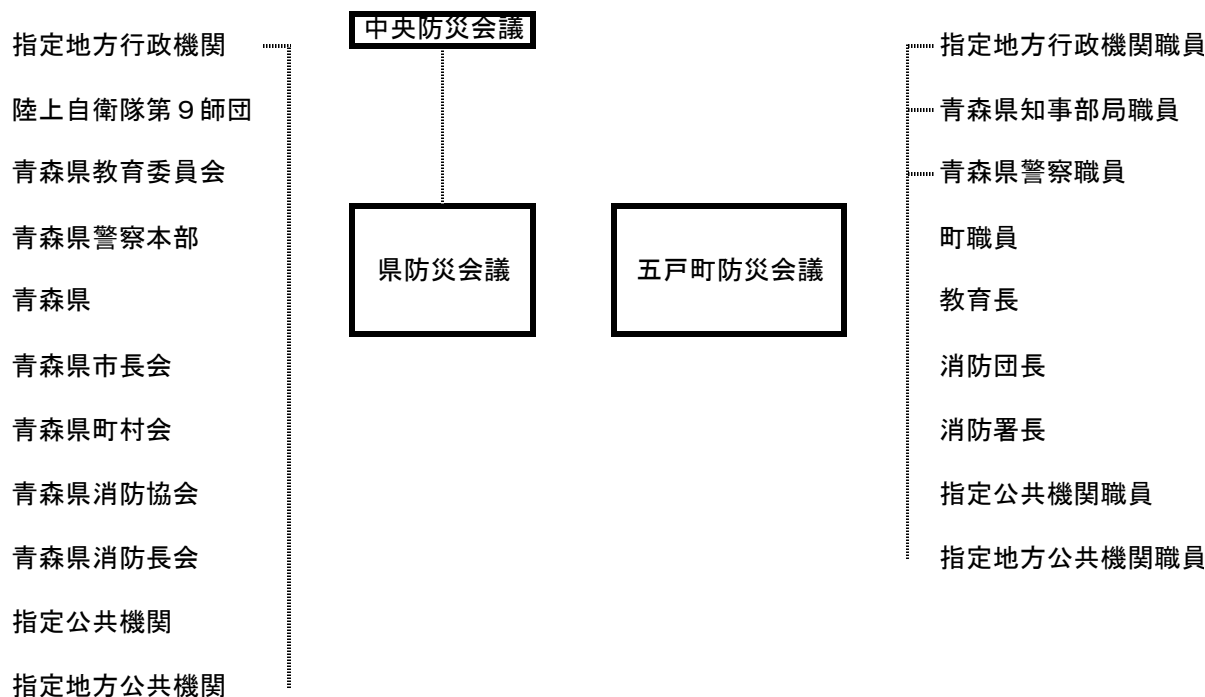 指定地方行政機関
陸上自衛隊第９師団
青森県教育委員会
青森県警察本部
青森県
青森県市長会
青森県町村会
青森県消防協会
青森県消防長会
指定公共機関
指定地方公共機関
中央防災会議
県防災会議
五戸町防災会議
指定地方行政機関職員
青森県知事部局職員
青森県警察職員
町職員
教育長
消防団長
消防署長
指定公共機関職員
指定地方公共機関職員